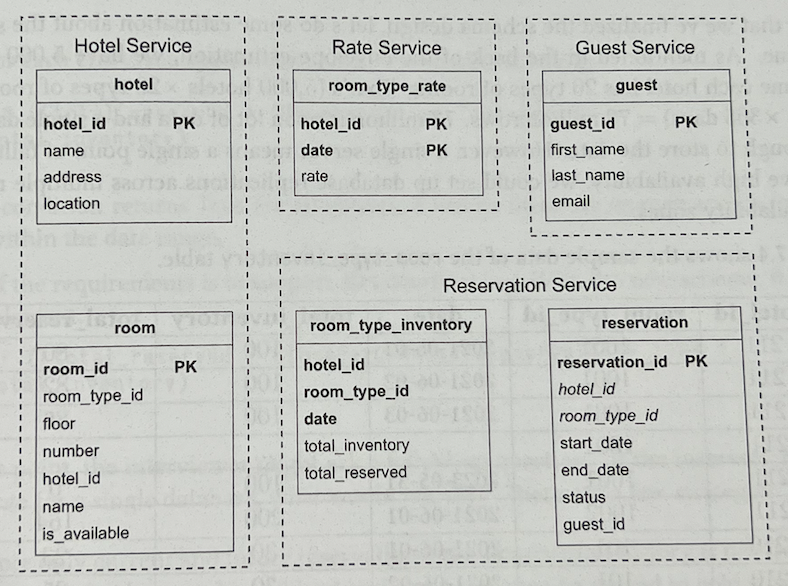 Hotel Service
hotel
hotel_id PK
name
address
location
room
room_id PK
room_type_id
floor
number
hotel_id
name
is_available
Rate Service
room_type_rate
hotel_id PK
date PK
rate
Guest Service
guest
guest_id PK
first_name
last_name
email
Reservation Service
room_type_inventory
hotel_id
room_type_id
date
total_inventory
total_reserved
reservation
reservation_id PK
hotel_id
room_type_id
start_date
end_date
status
guest_id